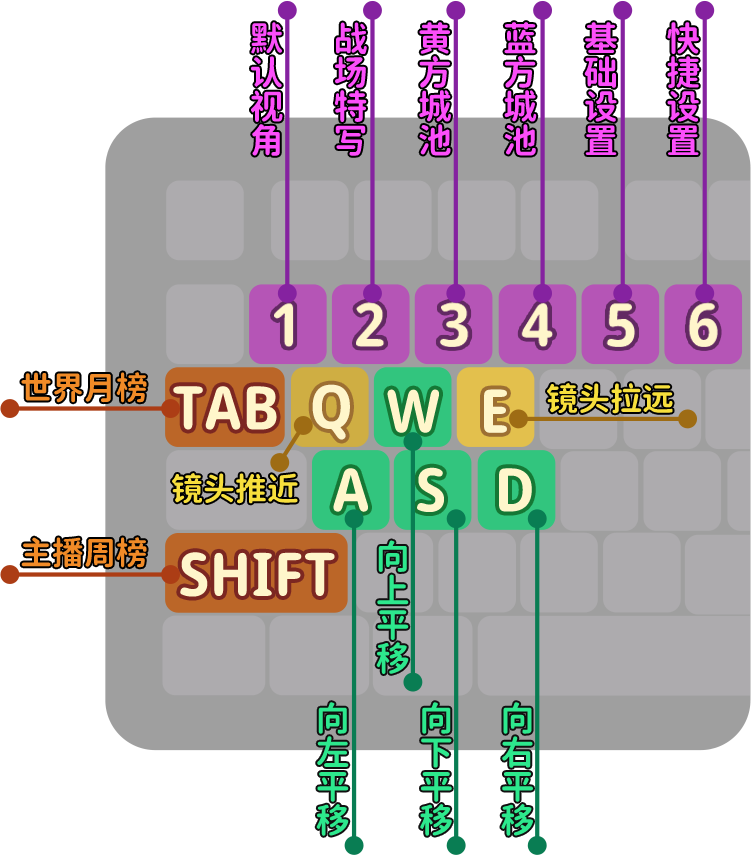 默认视角
战场特写
黄方城池
蓝方城池
基础设置
快捷设置
1
2
3
4
5
6
世界月榜
TAB
Q
W
E
镜头拉远
镜头推近
A
S
D
主播周榜
SHIFT
向上平移
向左平移
向下平移
向右平移